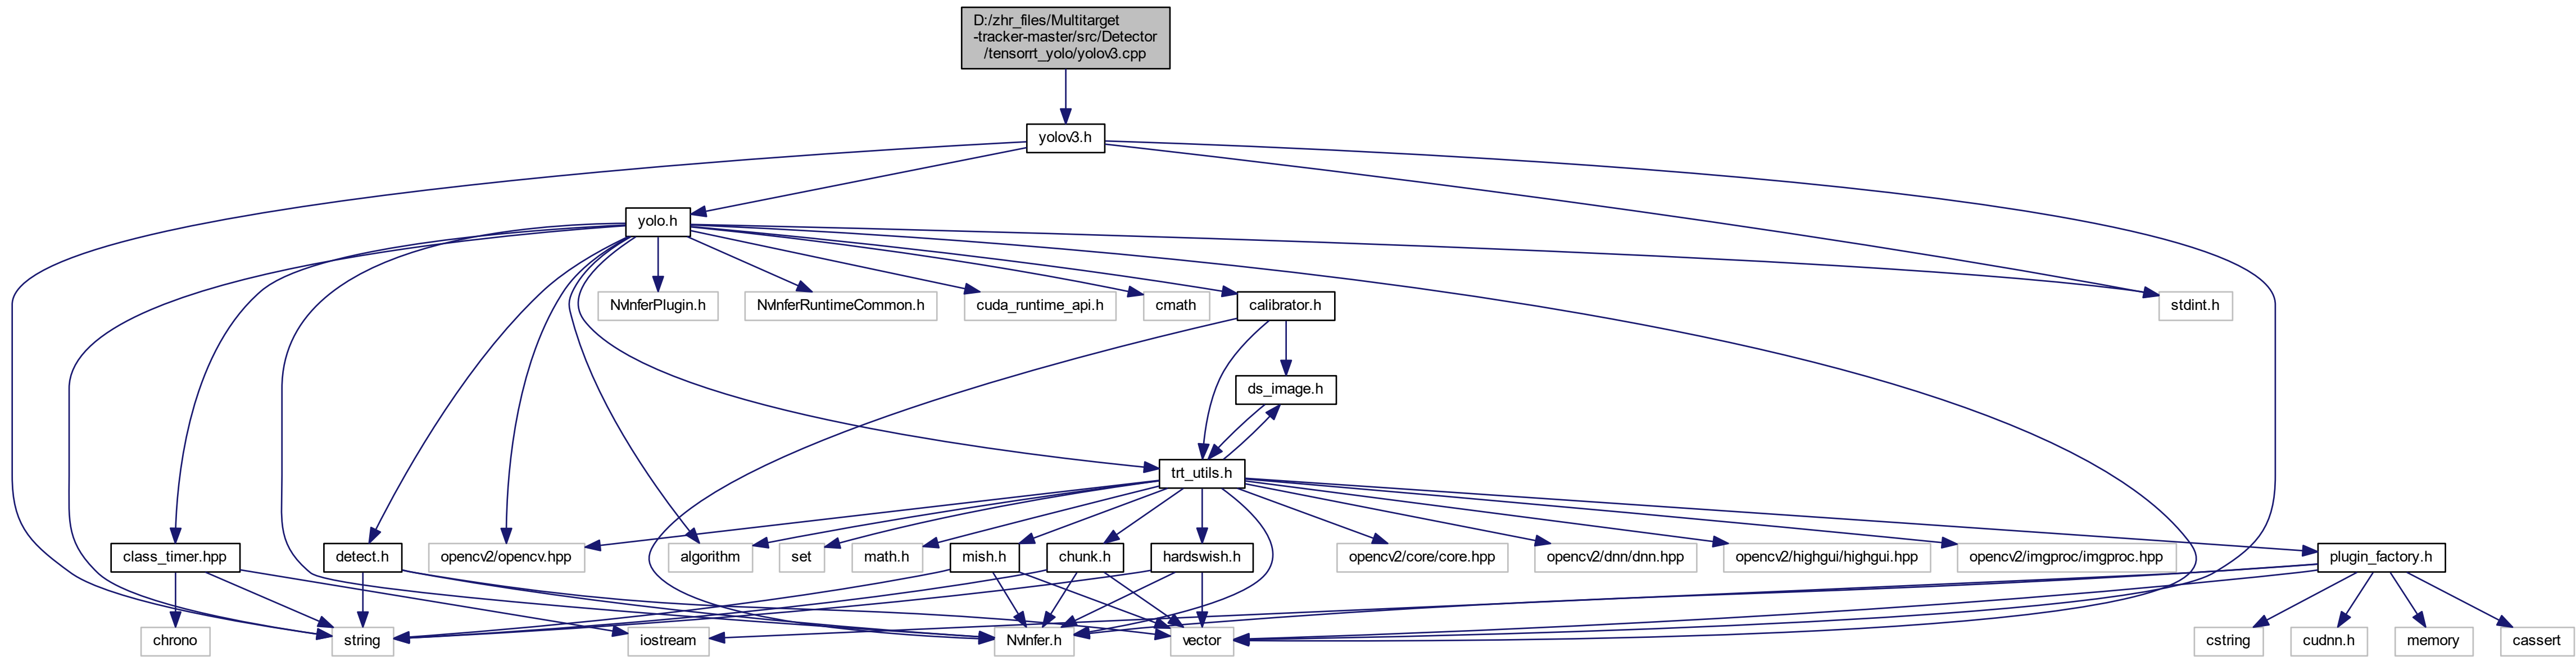 D:/zhr_files/Multitarget
-tracker-master/src/Detector
/tensorrt_yolo/yolov3.cpp
yolov3.h
yolo.h
NvInferPlugin.h
NvInferRuntimeCommon.h
cuda_runtime_api.h
cmath
calibrator.h
stdint.h
ds_image.h
trt_utils.h
class_timer.hpp
detect.h
opencv2/opencv.hpp
algorithm
set
math.h
mish.h
chunk.h
hardswish.h
opencv2/core/core.hpp
opencv2/dnn/dnn.hpp
opencv2/highgui/highgui.hpp
opencv2/imgproc/imgproc.hpp
plugin_factory.h
chrono
string
iostream
NvInfer.h
vector
cstring
cudnn.h
memory
cassert